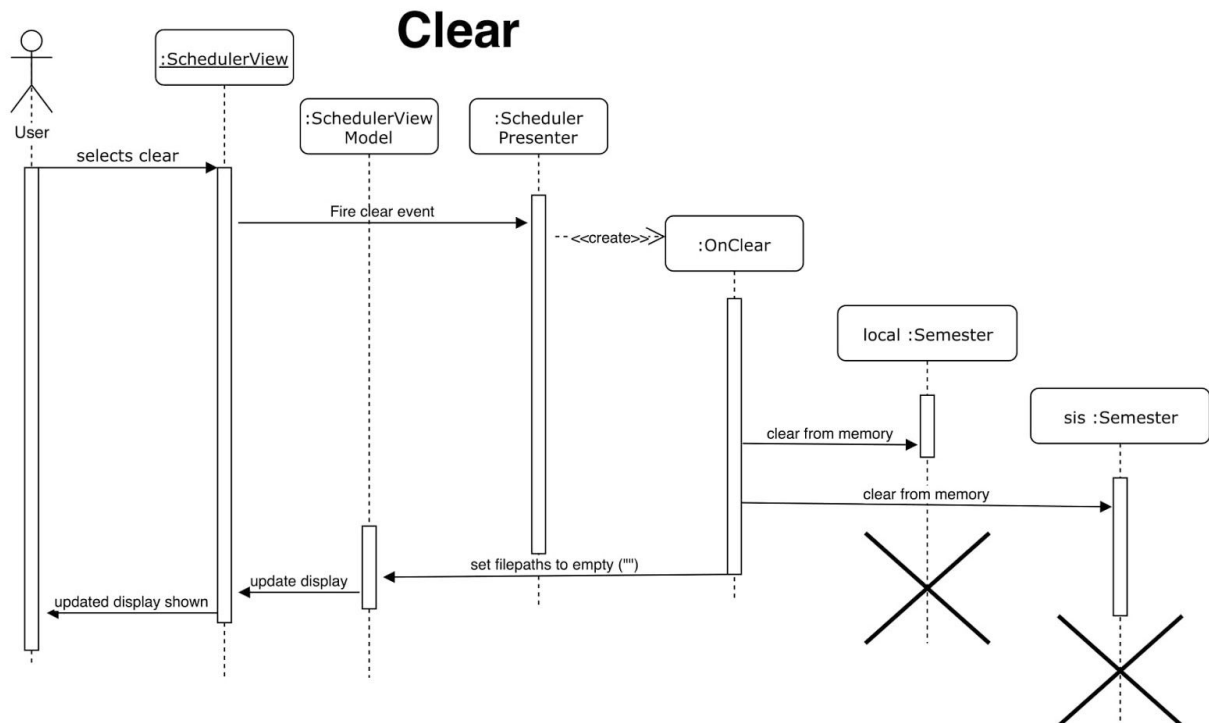 Clear
:SchedulerView
:SchedulerView
Model
:Scheduler
Presenter
User
selects clear
Fire clear event
<<create>>
:OnClear
local :Semester
sis :Semester
clear from memory
clear from memory
set filepaths to empty ("")
update display
updated display shown